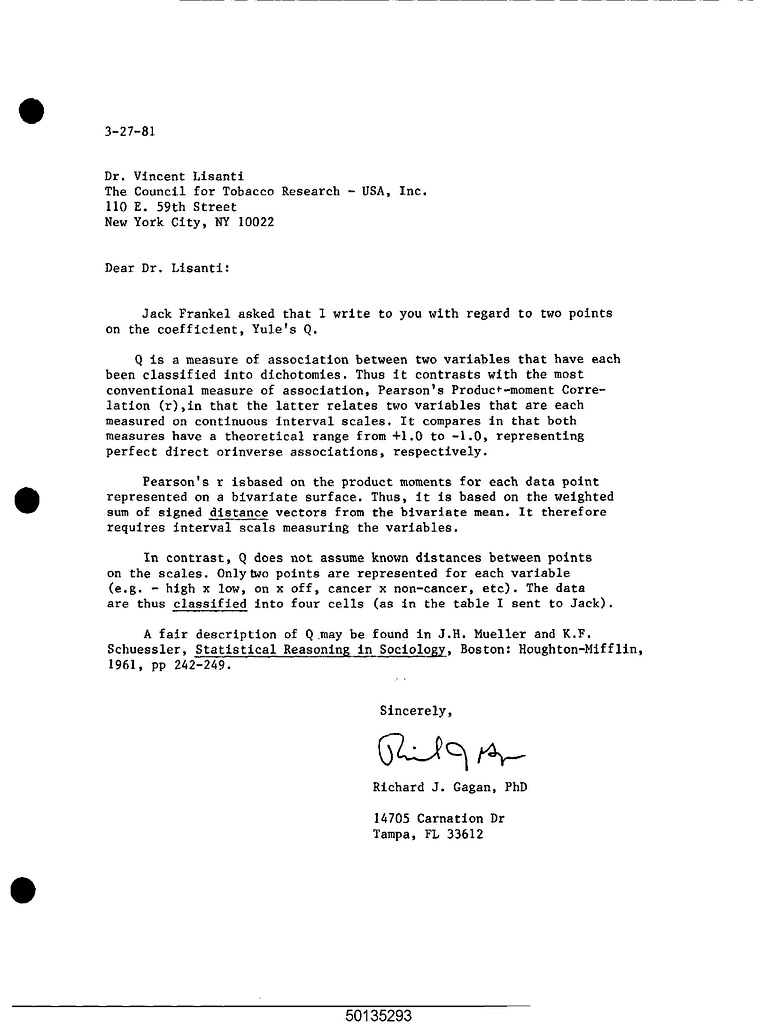 3-27-81
Dr. Vincent Lisanti
The Council for Tobacco Research - USA, Inc.
110 E. 59th Street
New York City, NY 10022
Dear Dr. Lisanti:
Jack Frankel asked that I write to you with regard to two points
on the coefficient, Yule's Q.
Q is a measure of association between two variables that have each
been classified into dichotomies. Thus it contrasts with the most
conventional measure of association, Pearson's Product-moment Corre-
lation (r),in that the latter relates two variables that are each
measured on continuous interval scales. It compares in that both
measures have a theoretical range from +1.0 to -1.0, representing
perfect direct orinverse associations, respectively.
Pearson's r isbased on the product moments for each data point
represented on a bivariate surface. Thus, it is based on the weighted
sum of signed distance vectors from the bivariate mean. It therefore
requires interval scals measuring the variables.
In contrast, Q does not assume known distances between points
on the scales. Only two points are represented for each variable
(e.g. - high x low, on x off, cancer x non-cancer, etc). The data
are thus classified into four cells (as in the table I sent to Jack).
A fair description of Q may be found in J.H. Mueller and K.F.
Schuessler, Statistical Reasoning in Sociology, Boston: Houghton-Mifflin,
1961, pp 242-249.
Sincerely,
Richard J. Gagan, PhD
14705 Carnation Dr
Tampa, FL 33612
50135293